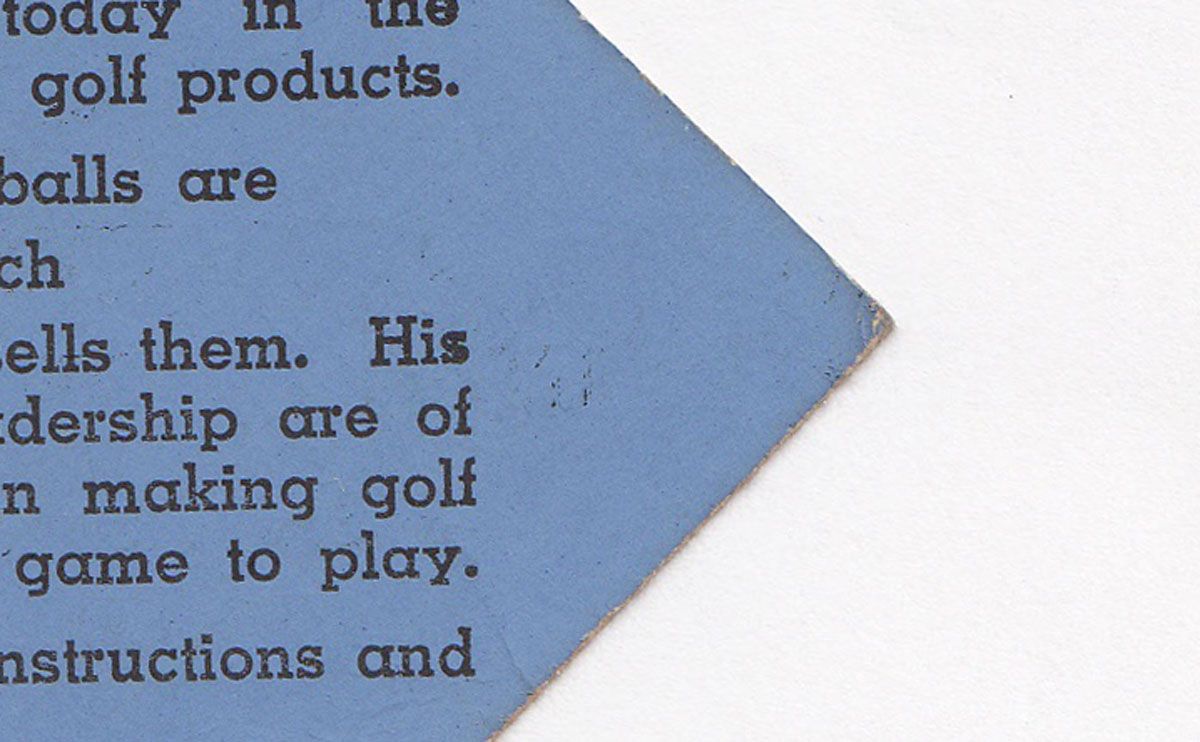 today in the
golf products.
balls are
ch
ells them. His
dership are of
n making golf
game to play.
nstructions and